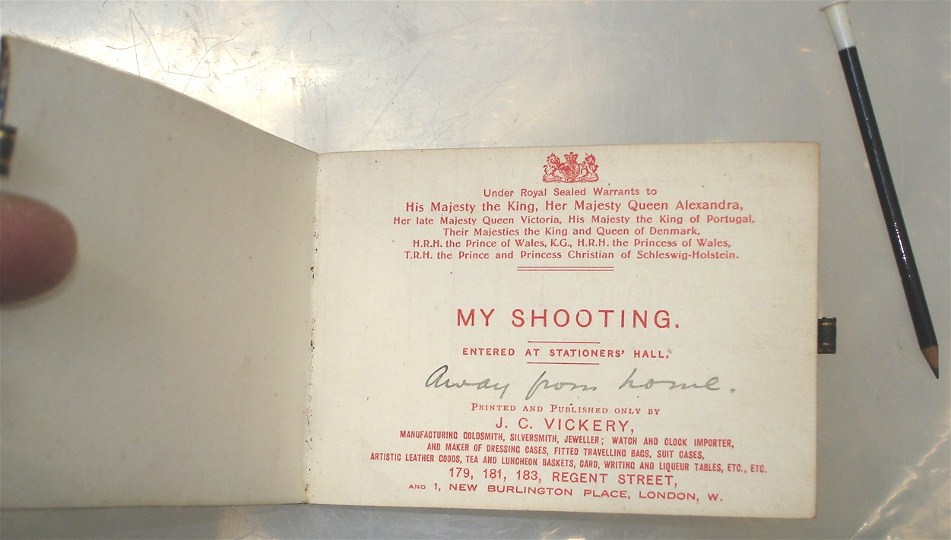 Under Royal Sealed Warrants to
His Majesty the King, Her Majesty Queen Alexandra,
Her late Majesty Queen Victoria, His Majesty the King of Portugal.
Their Majesties the King and Queen of Denmark,
H.R.H. the Prince of Wales, K.G., H.R.H. the Princess of Wales,
T.R.H. the Prince and Princess Christian of Schleswig-Holstein.
MY SHOOTING.
ENTERED AT STATIONERS' HALL.
Away from home.
PRINTED AND PUBLISHED ONLY BY
J. C. VICKERY,
MANUFACTURING GOLDSMITH, SILVERSMITH, JEWELLER; WATCH AND CLOCK IMPORTER,
AND MAKER OF DRESSING CASES, FITTED TRAVELLING BAGS, SUIT CASES,
ARTISTIC LEATHER GOODS, TEA AND LUNCHEON BASKETS, CARD, WRITING AND LIQUEUR TABLES, ETC., ETC.
179, 181, 183, REGENT STREET,
AND 1, NEW BURLINGTON PLACE, LONDON, W.